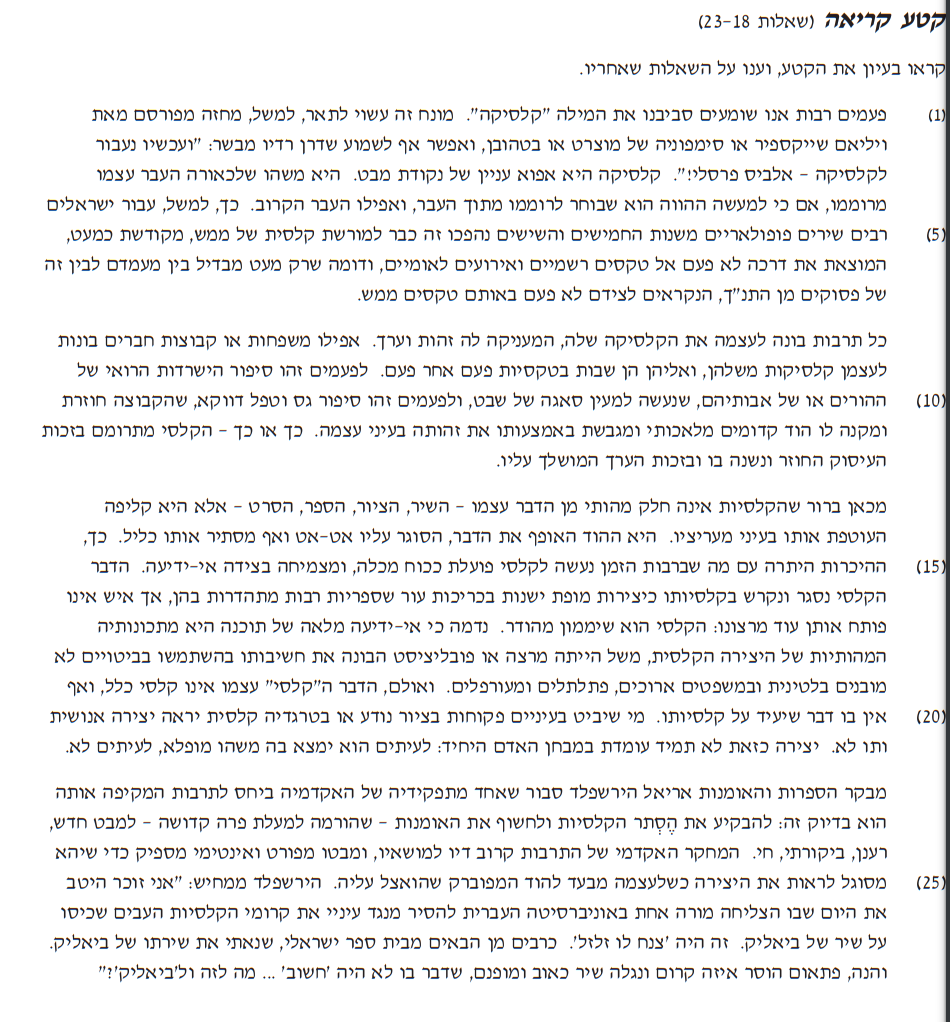 קטע קריאה (שאלות 18–23)
קראו בעיון את הקטע, וענו על השאלות שאחריו.
(1) פעמים רבות אנו שומעים סביבנו את המילה "קלסיקה". מונח זה עשוי לתאר, למשל, מחזה מפורסם מאת
ויליאם שייקספיר או סימפוניה של מוצרט או בטהובן, ואפשר אף לשמוע שדרן רדיו מבשר: "ועכשיו נעבור
לקלסיקה – אלביס פרסלי!". קלסיקה היא אפוא עניין של נקודת מבט. היא משהו שלכאורה העבר עצמו
מרוממו, אם כי למעשה ההווה הוא שבוחר לרוממו מתוך העבר, ואפילו העבר הקרוב. כך, למשל, עבור ישראלים
(5) רבים שירים פופולאריים משנות החמישים והשישים נהפכו זה כבר למורשת קלסית של ממש, מקודשת כמעט,
המוצאת את דרכה לא פעם אל טקסים רשמיים ואירועים לאומיים, ודומה שרק מעט מבדיל בין מעמדם לבין זה
של פסוקים מן התנ"ך, הנקראים לצידם לא פעם באותם טקסים ממש.
כל תרבות בונה לעצמה את הקלסיקה שלה, המעניקה לה זהות וערך. אפילו משפחות או קבוצות חברים בונות
לעצמן קלסיקות משלהן, ואליהן הן שבות בטקסיות פעם אחר פעם. לפעמים זהו סיפור הישרדות הרואי של
(10) ההורים או של אבותיהם, שנעשה למעין סאגה של שבט, ולפעמים זהו סיפור גס וטפל דווקא, שהקבוצה חוזרת
ומקנה לו הוד קדומים מלאכותי ומגבשת באמצעותו את זהותה בעיני עצמה. כך או כך – הקלסי מתרומם בזכות
העיסוק החוזר ונשנה בו ובזכות הערך המושלך עליו.
מכאן ברור שהקלסיות אינה חלק מהותי מן הדבר עצמו – השיר, הציור, הספר, הסרט – אלא היא קליפה
העוטפת אותו בעיני מעריציו. היא ההוד האופף את הדבר, הסוגר עליו אט-אט ואף מסתיר אותו כליל. כך,
(15) ההיכרות היתרה עם מה שברבות הזמן נעשה לקלסי פועלת ככוח מכלה, ומצמיחה בצידה אי-ידיעה. הדבר
הקלסי נסגר ונקרש בקלסיותו כיצירות מופת ישנות בכריכות עור שספריות רבות מתהדרות בהן, אך איש אינו
פותח אותן עוד מרצונו: הקלסי הוא שיממון מהודר. נדמה כי אי-ידיעה מלאה של תוכנה היא מתכונותיה
המהותיות של היצירה הקלסית, משל הייתה מרצה או פובליציסט הבונה את חשיבותו בהשתמשו בביטויים לא
מובנים בלטינית ובמשפטים ארוכים, פתלתלים ומעורפלים. ואולם, הדבר ה"קלסי" עצמו אינו קלסי כלל, ואף
(20) אין בו דבר שיעיד על קלסיותו. מי שיביט בעיניים פקוחות בציור נודע או בטרגדיה קלסית יראה יצירה אנושית
ותו לא. יצירה כזאת לא תמיד עומדת במבחן האדם היחיד: לעיתים הוא ימצא בה משהו מופלא, לעיתים לא.
מבקר הספרות והאומנות אריאל הירשפלד סבור שאחד מתפקידיה של האקדמיה ביחס לתרבות המקיפה אותה
הוא בדיוק זה: להבקיע את הֶסְתר הקלסיות ולחשוף את האומנות – שהורמה למעלת פרה קדושה – למבט חדש,
רענן, ביקורתי, חי. המחקר האקדמי של התרבות קרוב דיו למושאיו, ומבטו מפורט ואינטימי מספיק כדי שיהא
(25) מסוגל לראות את היצירה כשלעצמה מבעד להוד המפוברק שהואצל עליה. הירשפלד ממחיש: "אני זוכר היטב
את היום שבו הצליחה מורה אחת באוניברסיטה העברית להסיר מנגד עיניי את קרומי הקלסיות העבים שכיסו
על שיר של ביאליק. זה היה 'צנח לו זלזל'. כרבים מן הבאים מבית ספר ישראלי, שנאתי את שירתו של ביאליק.
והנה, פתאום הוסר איזה קרום ונגלה שיר כאוב ומופנם, שדבר בו לא היה 'חשוב' ... מה לזה ול'ביאליק'?"